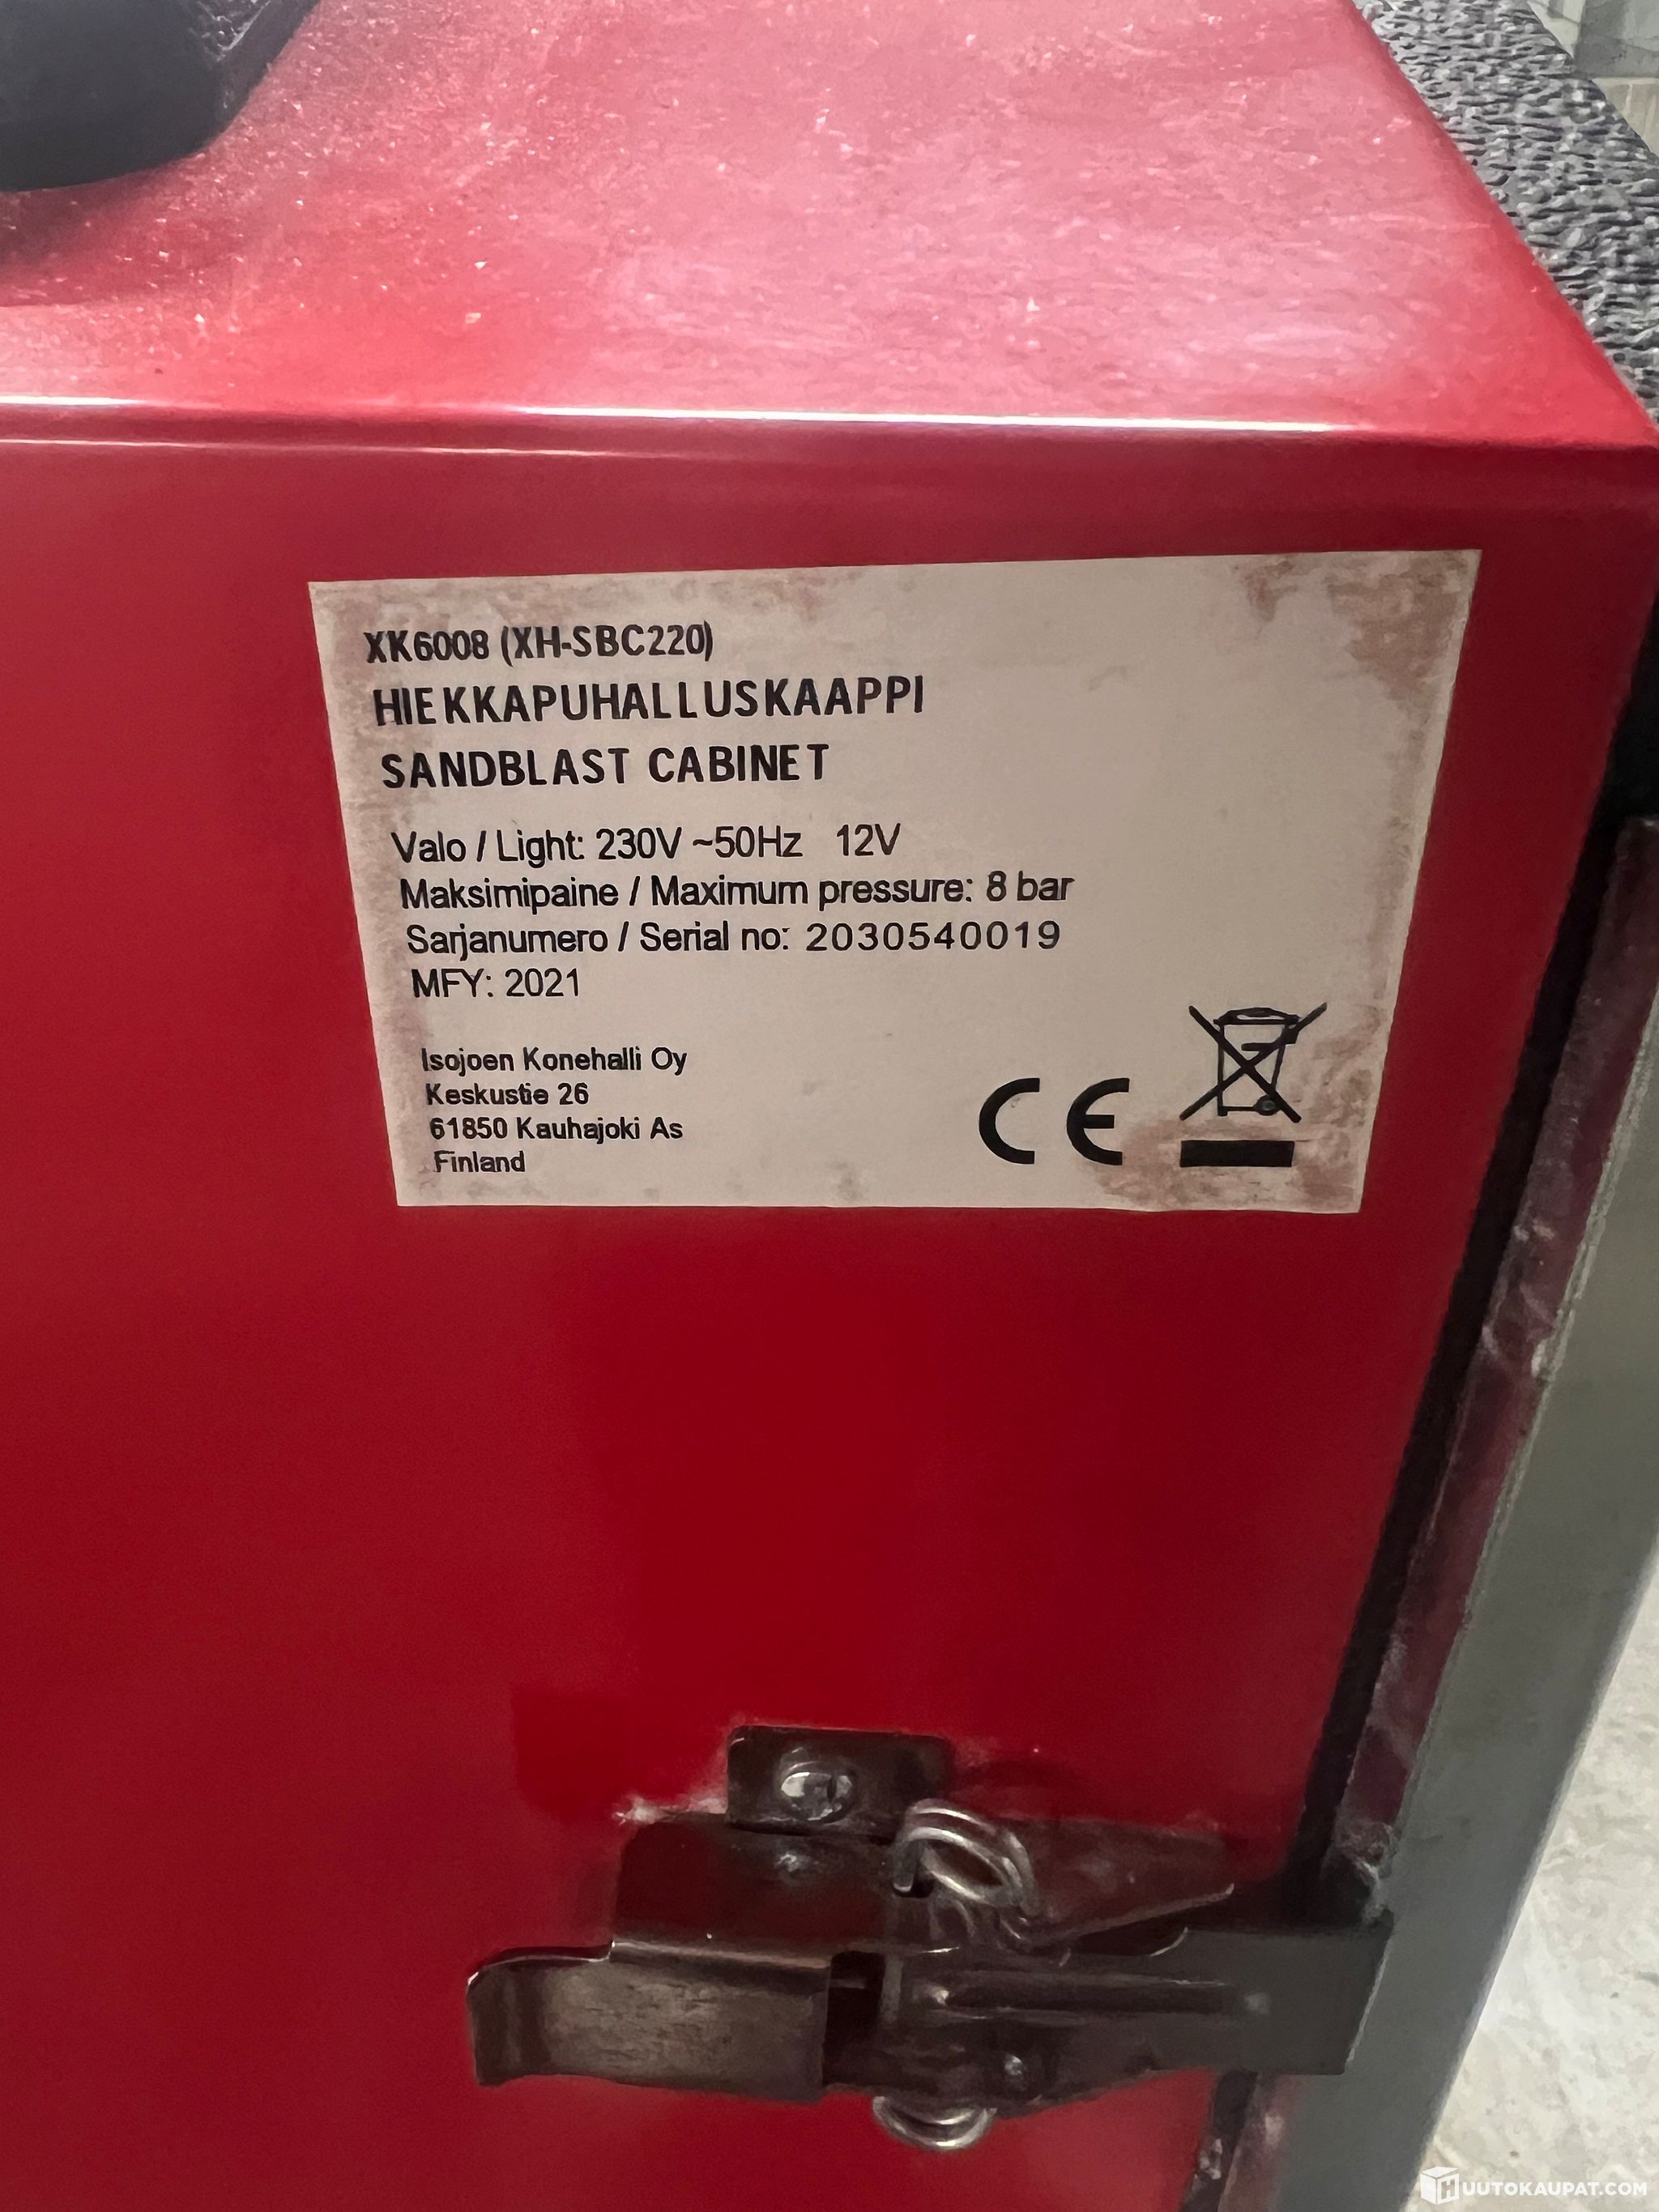 XK6008 (XH-SBC220)
HIEKKAPUHALLUSKAAPPI
SANDBLAST CABINET
Valo / Light: 230V ~50Hz 12V
Maksimipaine / Maximum pressure: 8 bar
Sarjanumero / Serial no: 2030540019
MFY: 2021
Isojoen Konehalli Oy
Keskustie 26
61850 Kauhajoki As
Finland
CE
HUUTOKAUPAT.COM